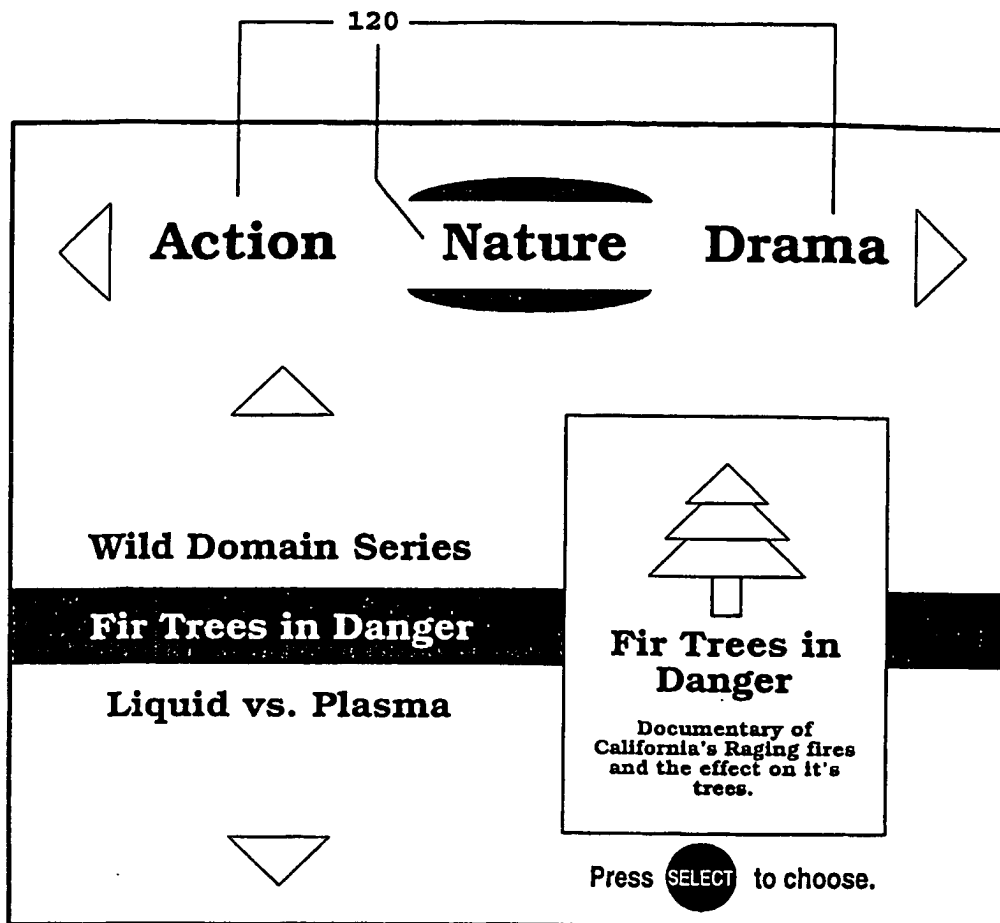 120
Action Nature Drama
Wild Domain Series
Fir Trees in Danger
Liquid vs. Plasma
Fir Trees in
Danger
Documentary of
California's Raging fires
and the effect on it's
trees.
Press SELECT to choose.